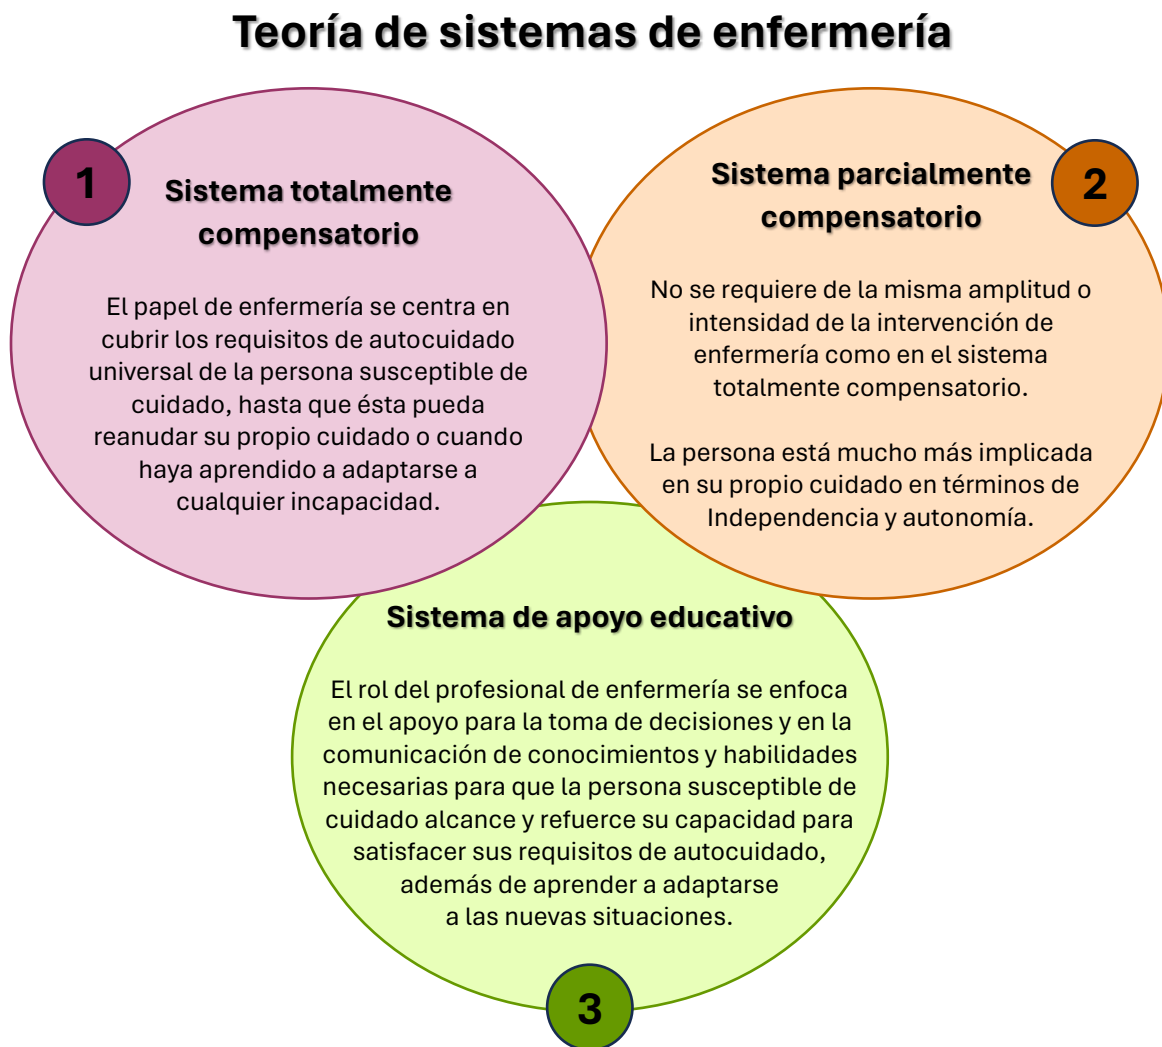 Teoría de sistemas de enfermería
1
Sistema totalmente
compensatorio
El papel de enfermería se centra en
cubrir los requisitos de autocuidado
universal de la persona susceptible de
cuidado, hasta que ésta pueda
reanudar su propio cuidado o cuando
haya aprendido a adaptarse a
cualquier incapacidad.
Sistema parcialmente
compensatorio
2
No se requiere de la misma amplitud o
intensidad de la intervención de
enfermería como en el sistema
totalmente compensatorio.
La persona está mucho más implicada
en su propio cuidado en términos de
Independencia y autonomía.
Sistema de apoyo educativo
El rol del profesional de enfermería se enfoca
en el apoyo para la toma de decisiones y en la
comunicación de conocimientos y habilidades
necesarias para que la persona susceptible de
cuidado alcance y refuerce su capacidad para
satisfacer sus requisitos de autocuidado,
además de aprender a adaptarse
a las nuevas situaciones.
3